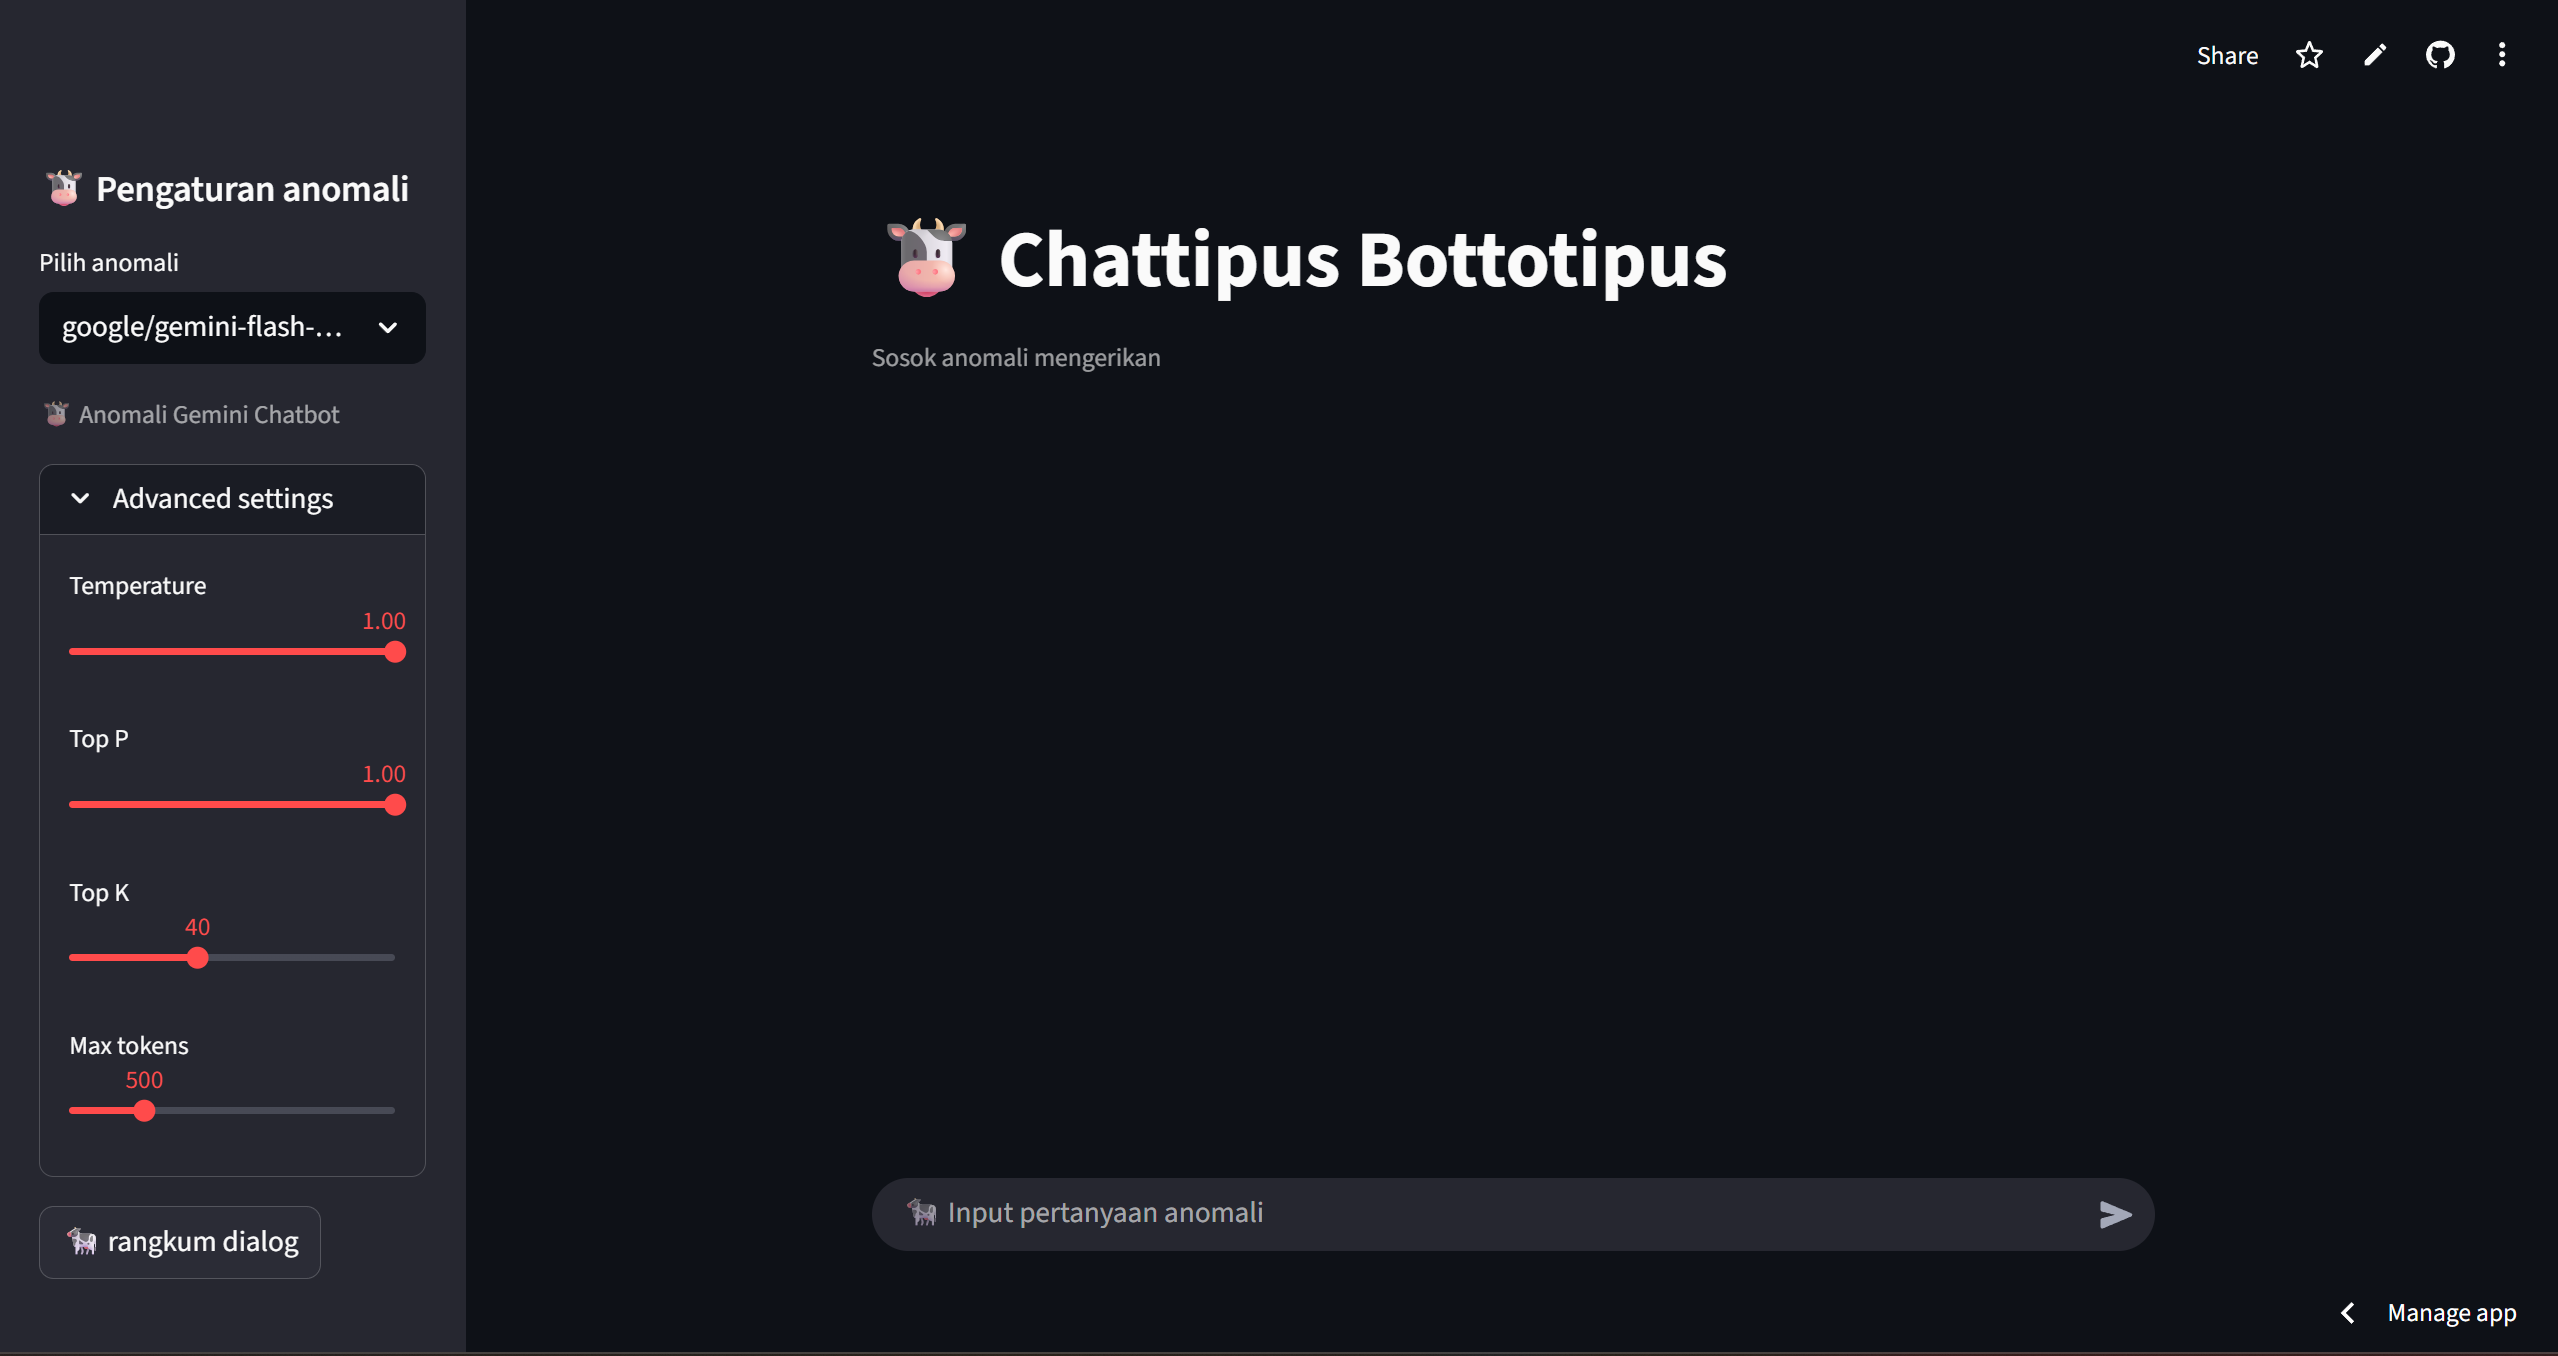 Share
Pengaturan anomali
Pilih anomali
google/gemini-flash-...
Anomali Gemini Chatbot
Advanced settings
Temperature
1.00
Top P
1.00
Top K
40
Max tokens
500
rangkum dialog
Chattipus Bottotipus
Sosok anomali mengerikan
Input pertanyaan anomali
Manage app